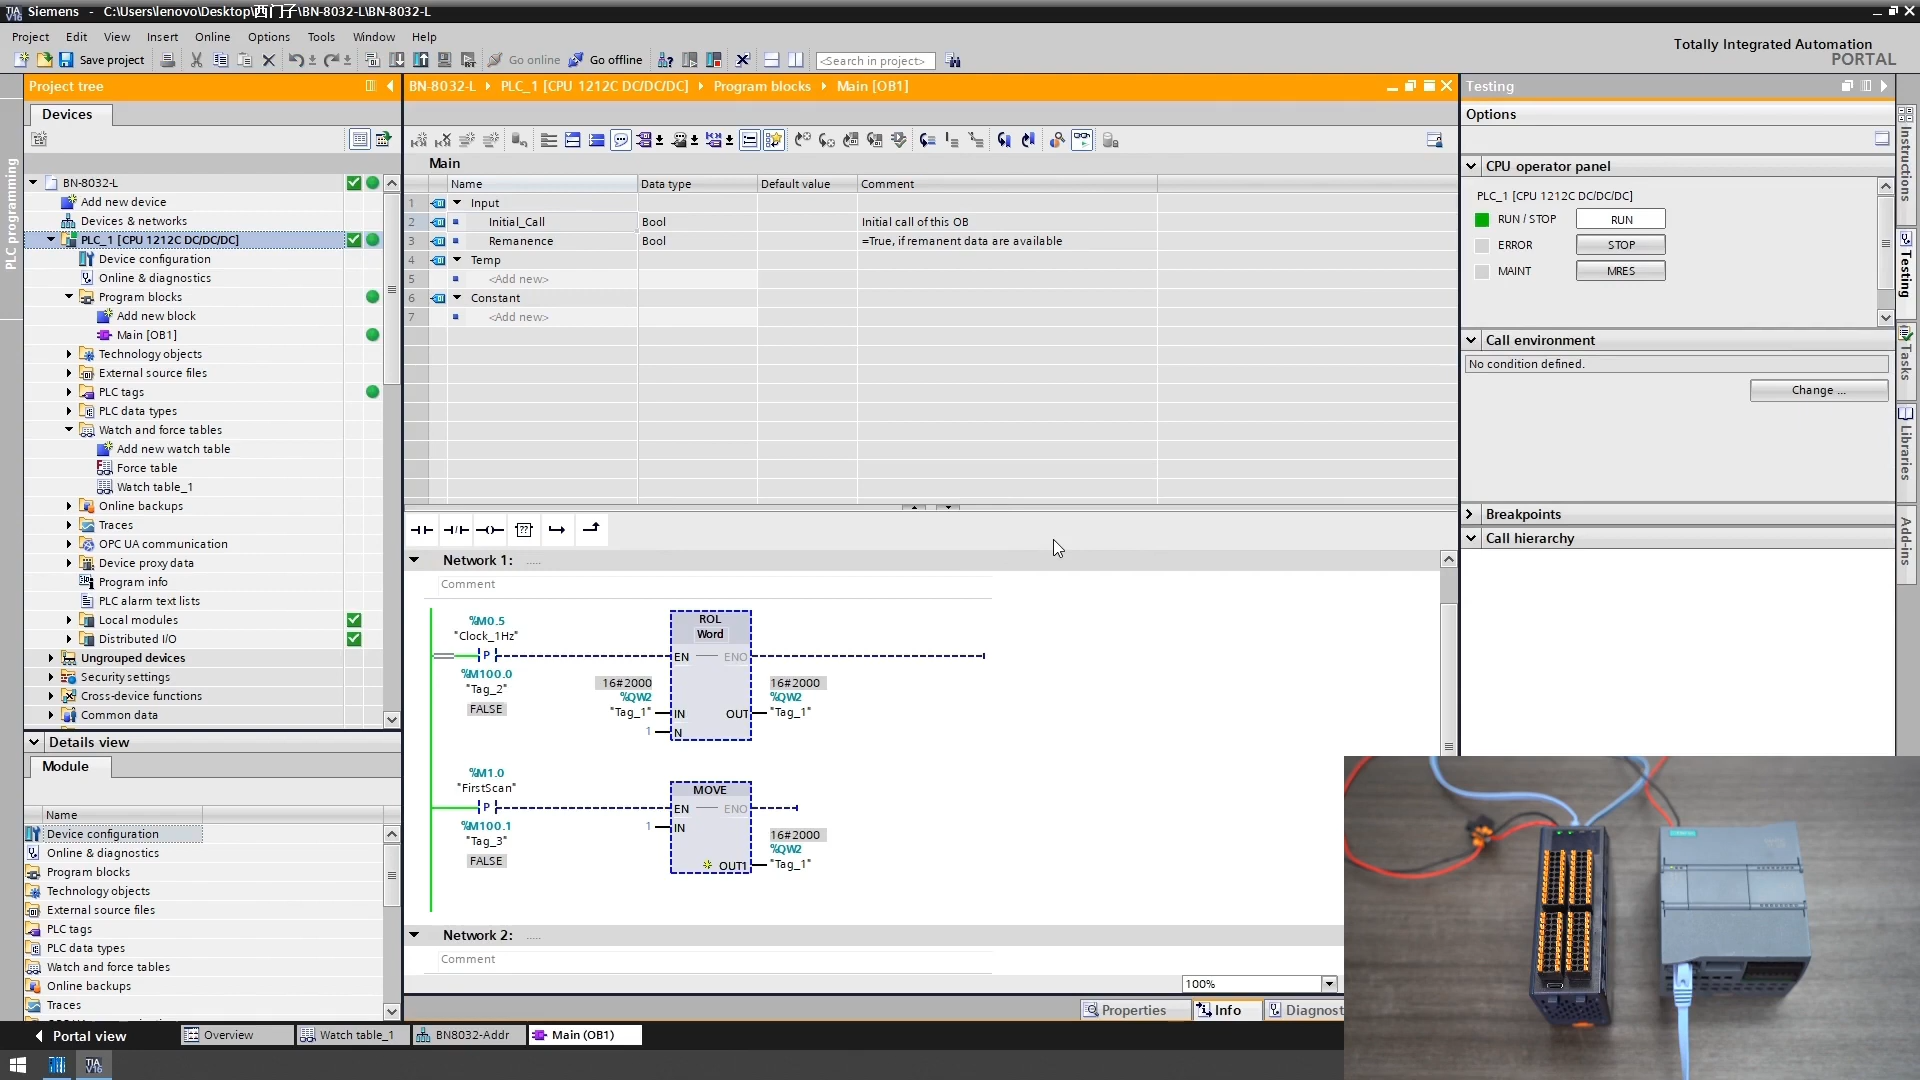 Siemens - C:\Users\lenovo\Desktop\西门子\BN-8032-L\BN-8032-L
Project Edit View Insert Online Options Tools Window Help
Totally Integrated Automation
PORTAL
Save project
Go online
Go offline
<Search in project>
Project tree
BN-8032-L PLC_1 [CPU 1212C DC/DC/DC] Program blocks Main [OB1]
Testing
Devices
Options
PLC programming
BN-8032-L
Add new device
Devices & networks
PLC_1 [CPU 1212C DC/DC/DC]
Device configuration
Online & diagnostics
Program blocks
Add new block
Main [OB1]
Technology objects
External source files
PLC tags
PLC data types
Watch and force tables
Add new watch table
Force table
Watch table_1
Online backups
Traces
OPC UA communication
Device proxy data
Program info
PLC alarm text lists
Local modules
Distributed I/O
Ungrouped devices
Security settings
Cross-device functions
Common data
Details view
Module
Name
Device configuration
Online & diagnostics
Program blocks
Technology objects
External source files
PLC tags
PLC data types
Watch and force tables
Online backups
Traces
Main
Name Data type Default value Comment
1 Input
2 Initial_Call Bool Initial call of this OB
3 Remanence Bool =True, if remanent data are available
4 Temp
5 <Add new>
6 Constant
7 <Add new>
Network 1: .....
Comment
%M0.5
"Clock_1Hz"
P
%M100.0
"Tag_2"
FALSE
ROL
Word
EN ENO
16#2000
%QW2
"Tag_1"
IN OUT
1 N
16#2000
%QW2
"Tag_1"
%M1.0
"FirstScan"
P
%M100.1
"Tag_3"
FALSE
MOVE
EN ENO
1 IN
OUT1
16#2000
%QW2
"Tag_1"
Network 2: .....
Comment
100%
Properties Info Diagnost
CPU operator panel
PLC_1 [CPU 1212C DC/DC/DC]
RUN / STOP RUN
ERROR STOP
MAINT MRES
Call environment
No condition defined.
Change ...
Breakpoints
Call hierarchy
Instructions
Testing
Tasks
Libraries
Add-ins
Portal view Overview Watch table_1 BN8032-Addr Main (OB1)
TIA
V16